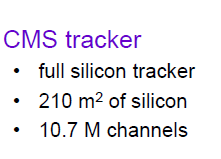 CMS tracker
• full silicon tracker
• 210 m² of silicon
• 10.7 M channels